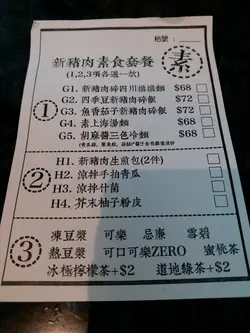 枱號：
素
新豬肉素食套餐
(1,2,3項各選一款)
1
G1. 新豬肉碎四川擔擔麵 $68
G2. 四季豆新豬肉碎飯 $72
G3. 魚香茄子新豬肉碎飯 $72
G4. 素上海湯麵 $68
G5. 胡麻醬三色冷麵 $68
2
H1. 新豬肉生煎包(2件)
H2. 涼拌手拍青瓜
H3. 涼拌什菌
H4. 芥末柚子粉皮
3
凍豆漿 可樂 忌廉 雪碧
熱豆漿 可口可樂ZERO 蜜桃茶
冰極檸檬茶+$2 道地綠茶+$2